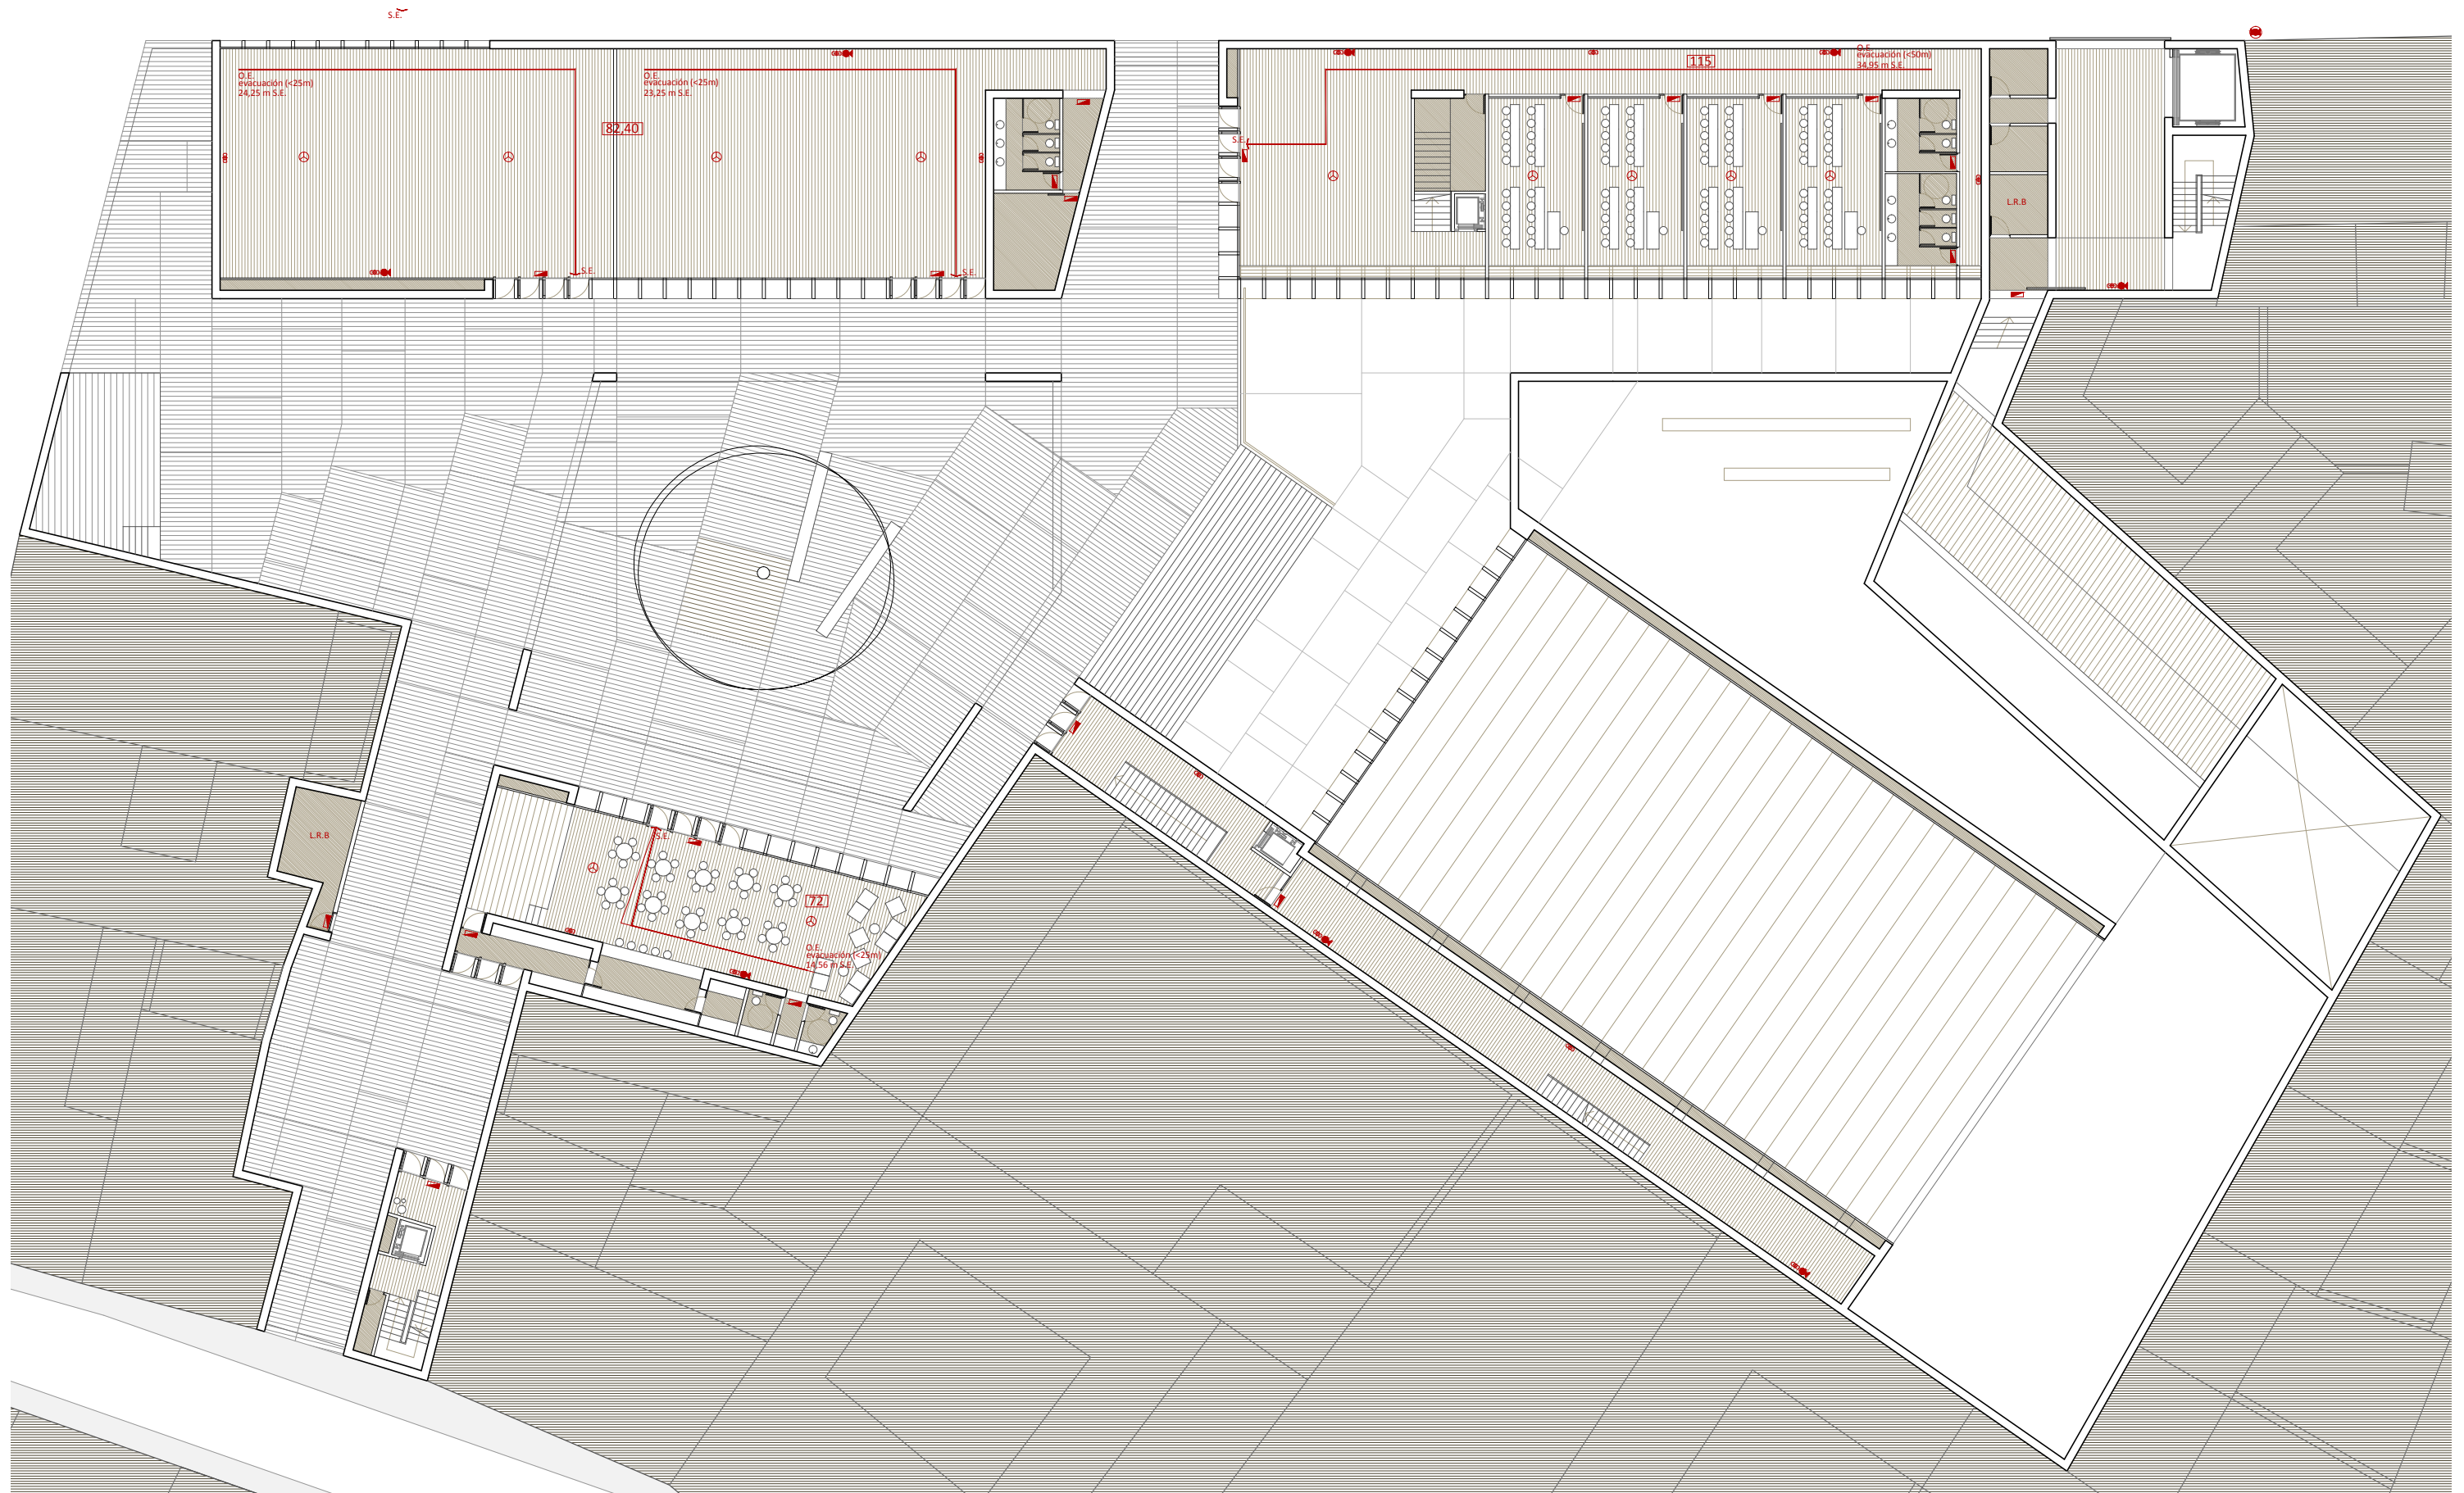 S.E.
O.E.
evacuación (<25m)
24,25 m S.E.
O.E.
evacuación (<25m)
23,25 m S.E.
82,40
S.E.
S.E.
115
O.E.
evacuación (<50m)
34,95 m S.E.
S.E.
L.R.B
L.R.B
S.E.
72
O.E.
evacuación (<25m)
14,56 m S.E.